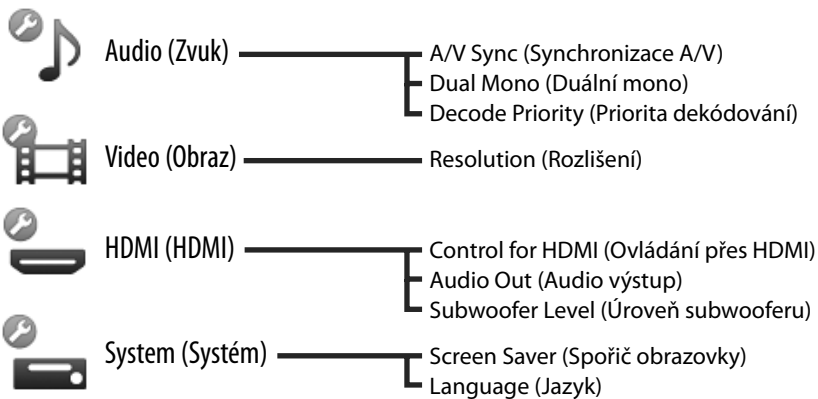 Audio (Zvuk)
A/V Sync (Synchronizace A/V)
Dual Mono (Duální mono)
Decode Priority (Priorita dekódování)
Video (Obraz)
Resolution (Rozlišení)
HDMI (HDMI)
Control for HDMI (Ovládání přes HDMI)
Audio Out (Audio výstup)
Subwoofer Level (Úroveň subwooferu)
System (Systém)
Screen Saver (Spořič obrazovky)
Language (Jazyk)